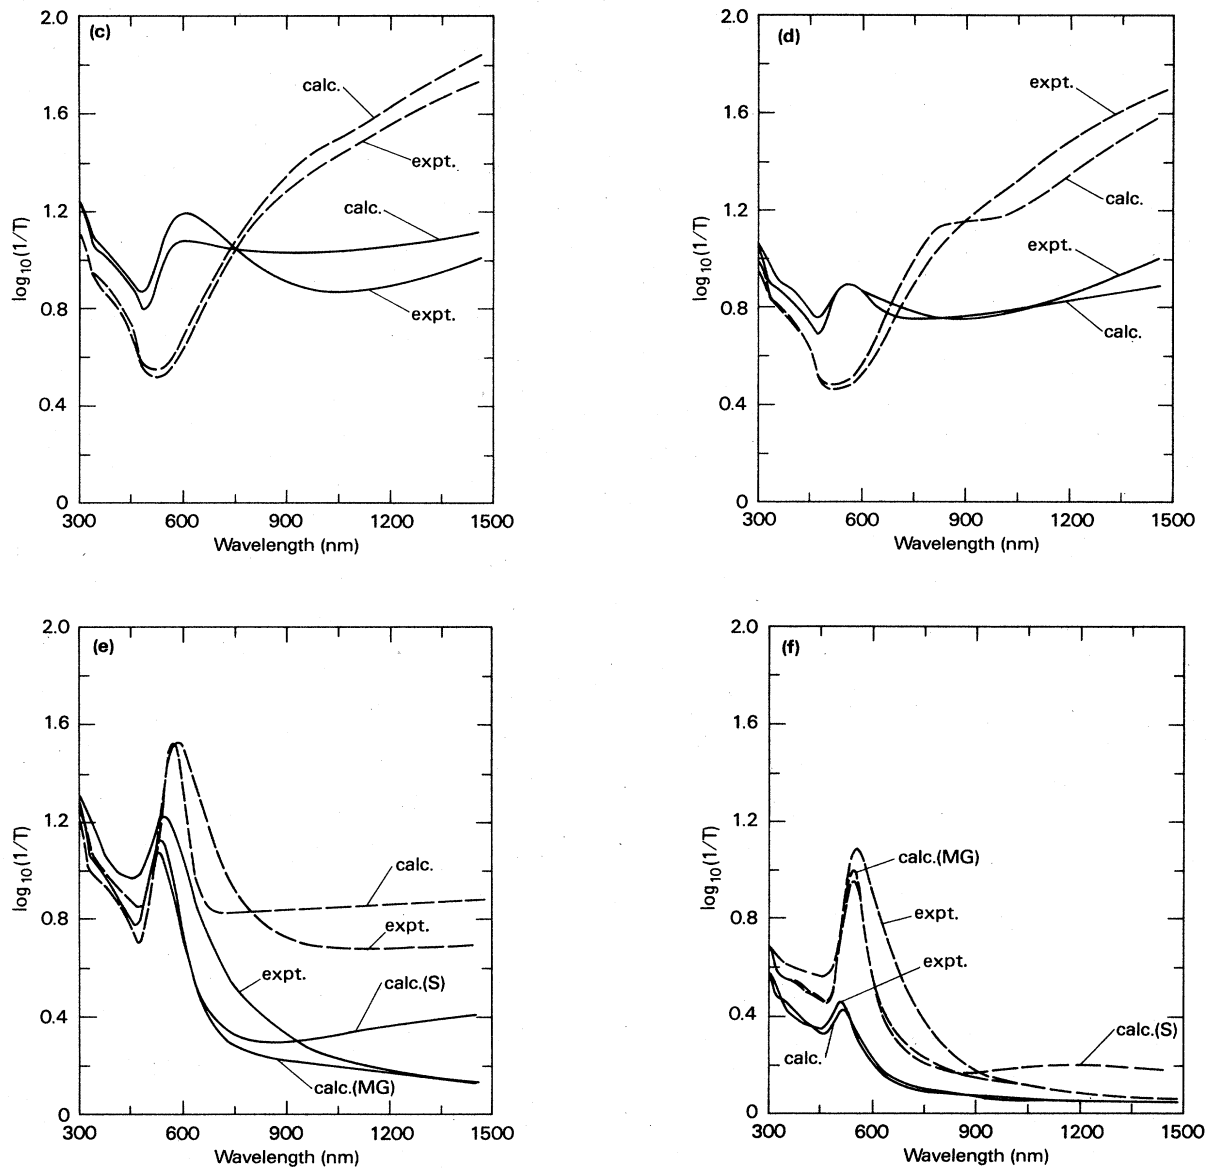 (c)
2.0
1.6
1.2
0.8
0.4
0
log10(1/T)
calc.
expt.
calc.
expt.
300 600 900 1200 1500
Wavelength (nm)
(d)
2.0
1.6
1.2
0.8
0.4
0
log10(1/T)
expt.
calc.
expt.
calc.
300 600 900 1200 1500
Wavelength (nm)
(e)
2.0
1.6
1.2
0.8
0.4
0
log10(1/T)
calc.
expt.
expt.
calc.(S)
calc.(MG)
300 600 900 1200 1500
Wavelength (nm)
(f)
2.0
1.6
1.2
0.8
0.4
0
log10(1/T)
calc.(MG)
expt.
expt.
calc.(S)
calc.
300 600 900 1200 1500
Wavelength (nm)